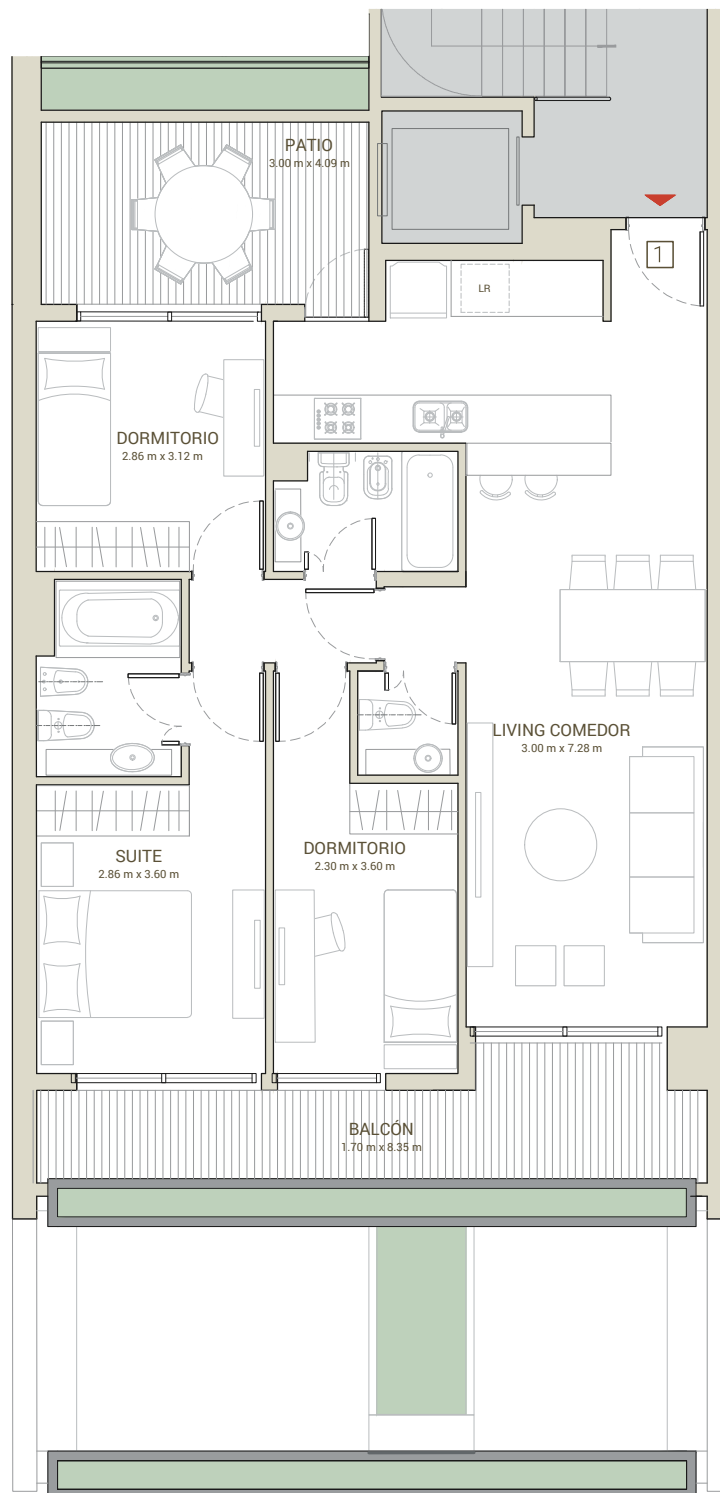 PATIO
3.00 m x 4.09 m
1
LR
DORMITORIO
2.86 m x 3.12 m
LIVING COMEDOR
3.00 m x 7.28 m
SUITE
2.86 m x 3.60 m
DORMITORIO
2.30 m x 3.60 m
BALCÓN
1.70 m x 8.35 m